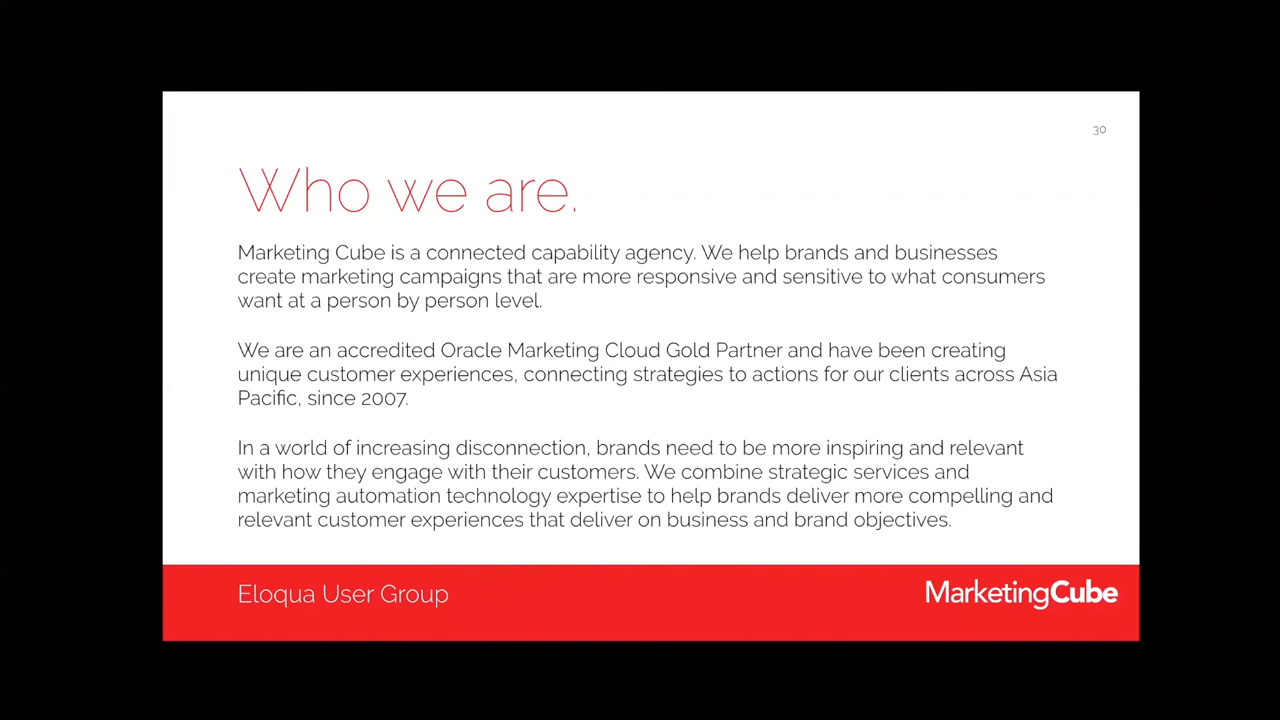 30
Who we are.
Marketing Cube is a connected capability agency. We help brands and businesses
create marketing campaigns that are more responsive and sensitive to what consumers
want at a person by person level.
We are an accredited Oracle Marketing Cloud Gold Partner and have been creating
unique customer experiences, connecting strategies to actions for our clients across Asia
Pacific, since 2007.
In a world of increasing disconnection, brands need to be more inspiring and relevant
with how they engage with their customers. We combine strategic services and
marketing automation technology expertise to help brands deliver more compelling and
relevant customer experiences that deliver on business and brand objectives.
Eloqua User Group
MarketingCube